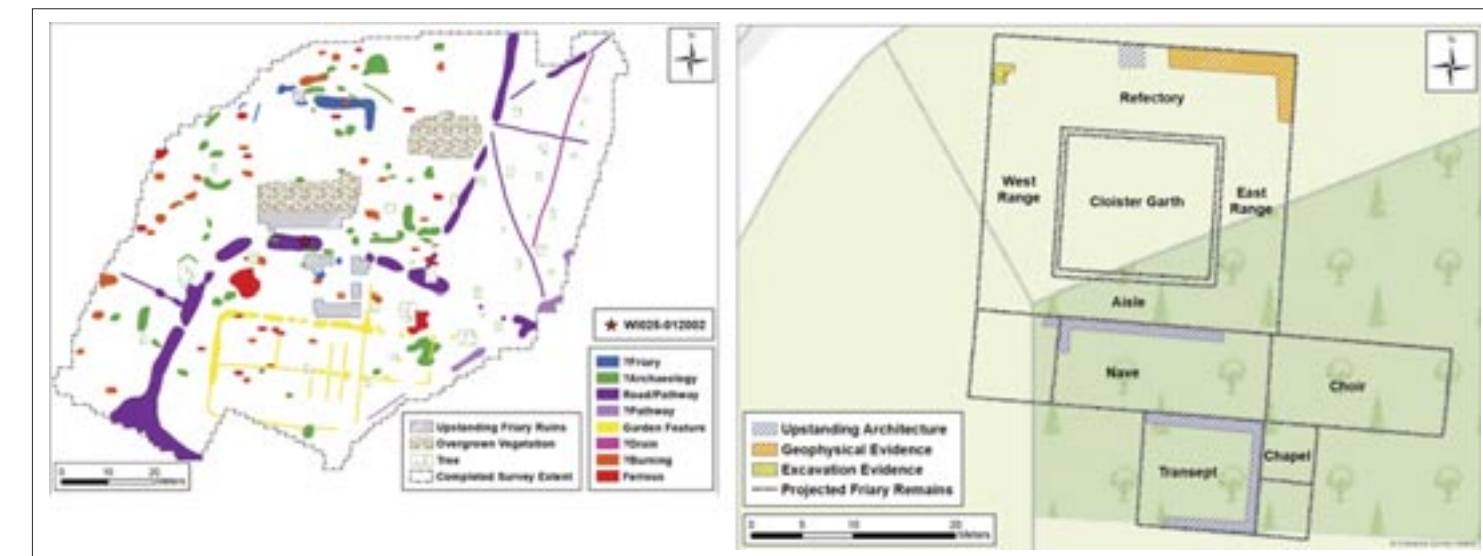 N
★ WI026-012002
?Friary
?Archaeology
Road/Pathway
?Pathway
Garden Feature
?Drain
?Burning
Ferrous
Upstanding Friary Ruins
Overgrown Vegetation
Tree
Completed Survey Extent
0 10 20
Meters
N
Refectory
West
Range
Cloister Garth
East
Range
Aisle
Nave
Choir
Transept
Chapel
Upstanding Architecture
Geophysical Evidence
Excavation Evidence
Projected Friary Remains
0 5 10 20
Meters